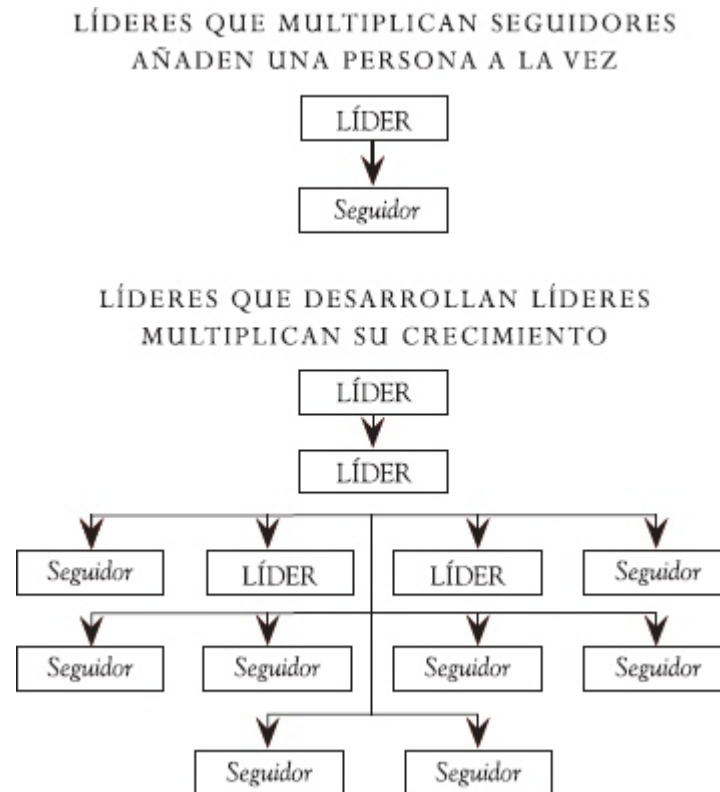 LÍDERES QUE MULTIPLICAN SEGUIDORES
AÑADEN UNA PERSONA A LA VEZ
LÍDER
Seguidor
LÍDERES QUE DESARROLLAN LÍDERES
MULTIPLICAN SU CRECIMIENTO
LÍDER
LÍDER
Seguidor LÍDER LÍDER Seguidor
Seguidor Seguidor Seguidor Seguidor
Seguidor Seguidor